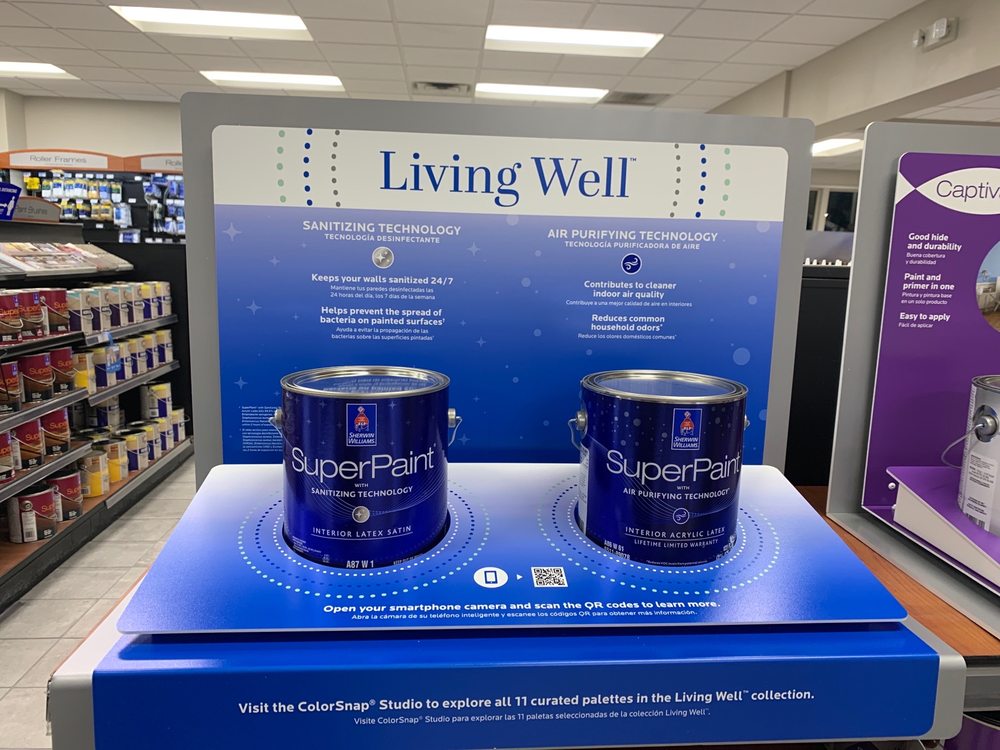 Living Well™
SANITIZING TECHNOLOGY
TECNOLOGÍA DESINFECTANTE
Keeps your walls sanitized 24/7
Mantiene tus paredes desinfectadas las
24 horas del día, los 7 días de la semana
Helps prevent the spread of
bacteria on painted surfaces†
Ayuda a evitar la propagación de las
bacterias sobre las superficies pintadas†
AIR PURIFYING TECHNOLOGY
TECNOLOGÍA PURIFICADORA DE AIRE
Contributes to cleaner
indoor air quality
Contribuye a una mejor calidad de aire en interiores
Reduces common
household odors*
Reduce los olores domésticos comunes*
SHERWIN
WILLIAMS
SuperPaint
WITH
SANITIZING TECHNOLOGY
INTERIOR LATEX SATIN
A87 W 1
SHERWIN
WILLIAMS
SuperPaint
WITH
AIR PURIFYING TECHNOLOGY*
INTERIOR ACRYLIC LATEX
LIFETIME LIMITED WARRANTY
A86 W 61
Open your smartphone camera and scan the QR codes to learn more.
Abra la cámara de su teléfono inteligente y escanee los códigos QR para obtener más información.
Visit the ColorSnap® Studio to explore all 11 curated palettes in the Living Well™ collection.
Visite ColorSnap® Studio para explorar las 11 paletas seleccionadas de la colección Living Well™.
Roller Frames
Captiv
Good hide
and durability
Buena cobertura
y durabilidad
Paint and
primer in one
Pintura y pintura base
en un solo producto
Easy to apply
Fácil de aplicar